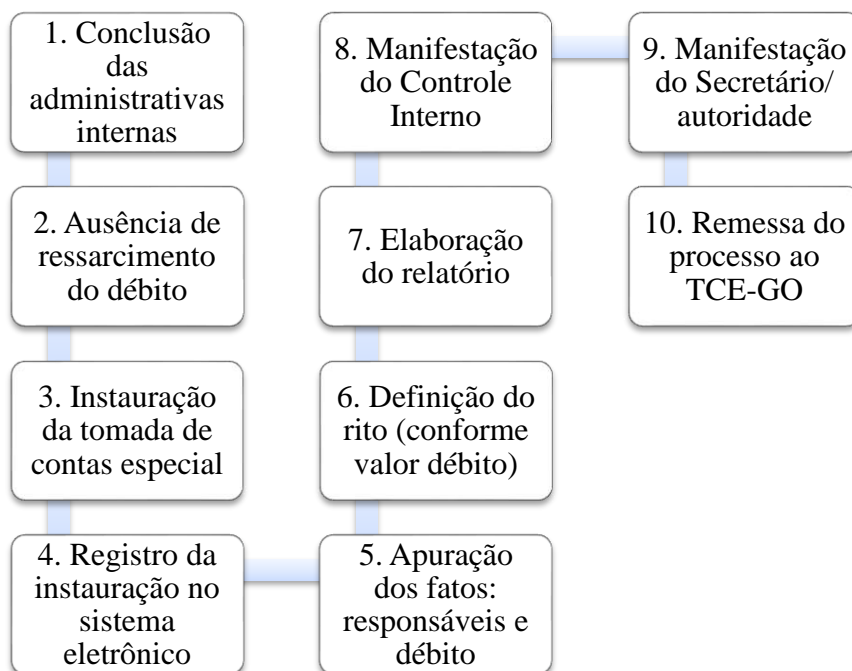 1. Conclusão
das
administrativas
internas
2. Ausência de
ressarcimento
do débito
3. Instauração
da tomada de
contas especial
4. Registro da
instauração no
sistema
eletrônico
5. Apuração
dos fatos:
responsáveis e
débito
6. Definição do
rito (conforme
valor débito)
7. Elaboração
do relatório
8. Manifestação
do Controle
Interno
9. Manifestação
do Secretário/
autoridade
10. Remessa do
processo ao
TCE-GO